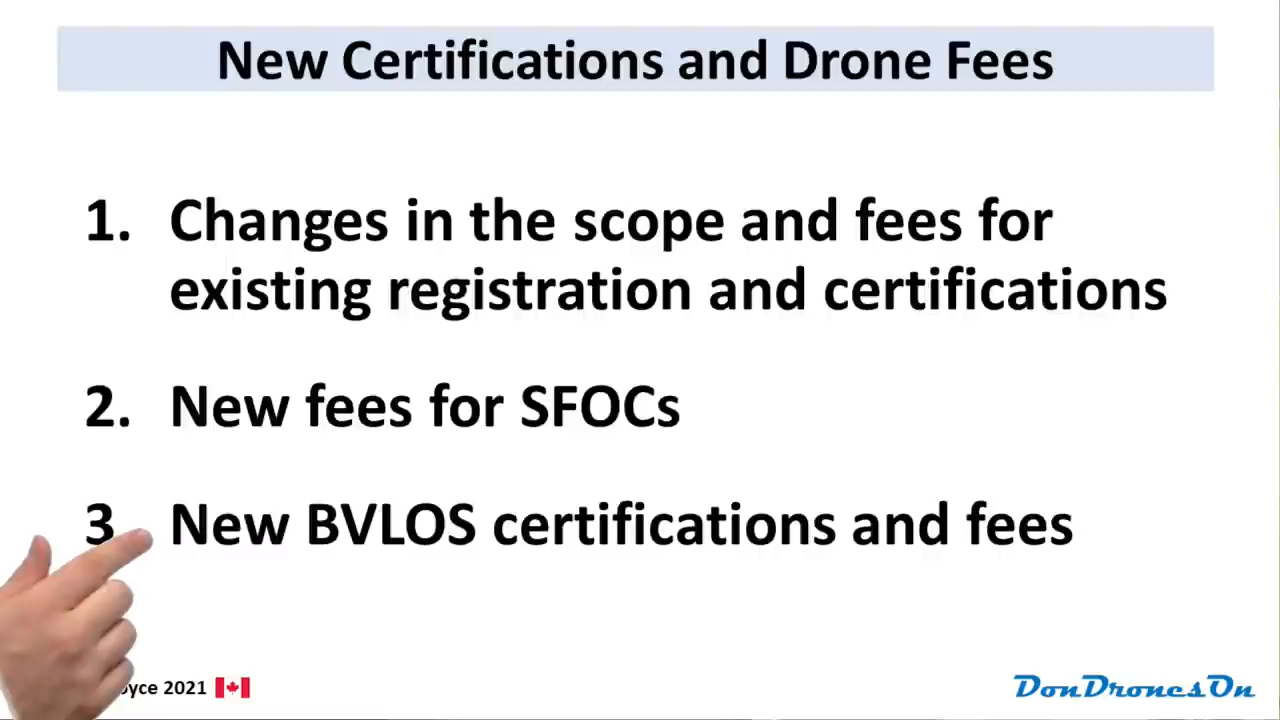 New Certifications and Drone Fees
1. Changes in the scope and fees for
existing registration and certifications
2. New fees for SFOCs
3 New BVLOS certifications and fees
2021
DonDronesOn